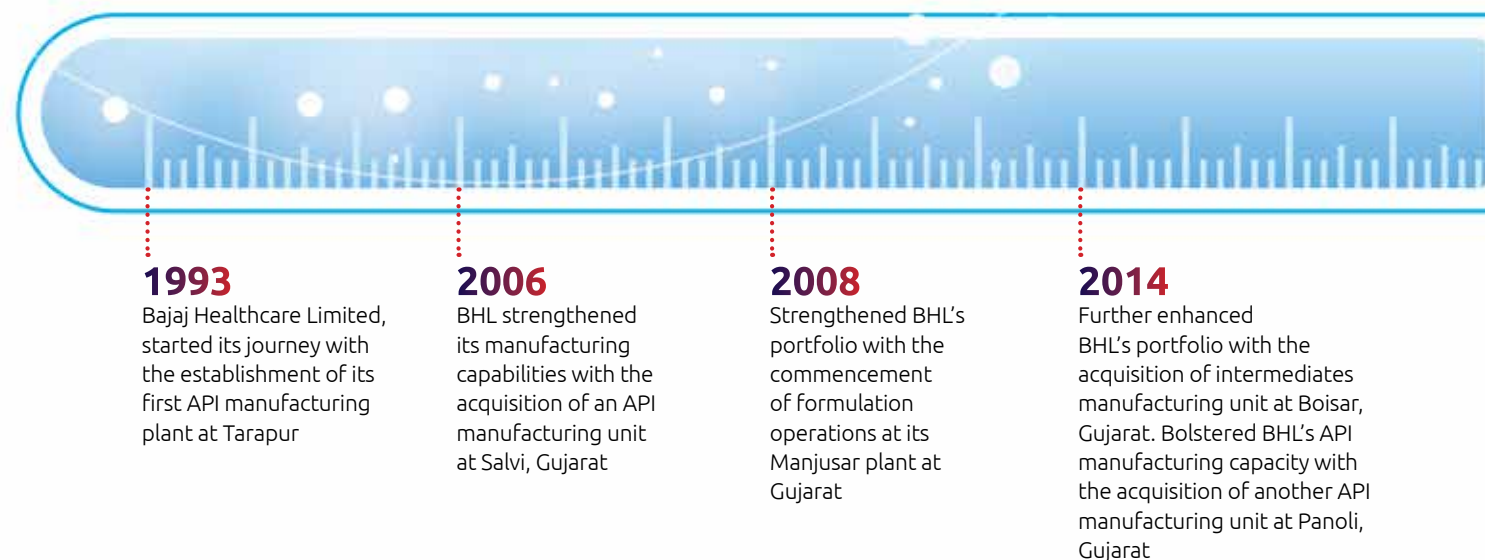 1993
Bajaj Healthcare Limited,
started its journey with
the establishment of its
first API manufacturing
plant at Tarapur
2006
BHL strengthened
its manufacturing
capabilities with the
acquisition of an API
manufacturing unit
at Salvi, Gujarat
2008
Strengthened BHL’s
portfolio with the
commencement
of formulation
operations at its
Manjusar plant at
Gujarat
2014
Further enhanced
BHL’s portfolio with the
acquisition of intermediates
manufacturing unit at Boisar,
Gujarat. Bolstered BHL’s API
manufacturing capacity with
the acquisition of another API
manufacturing unit at Panoli,
Gujarat